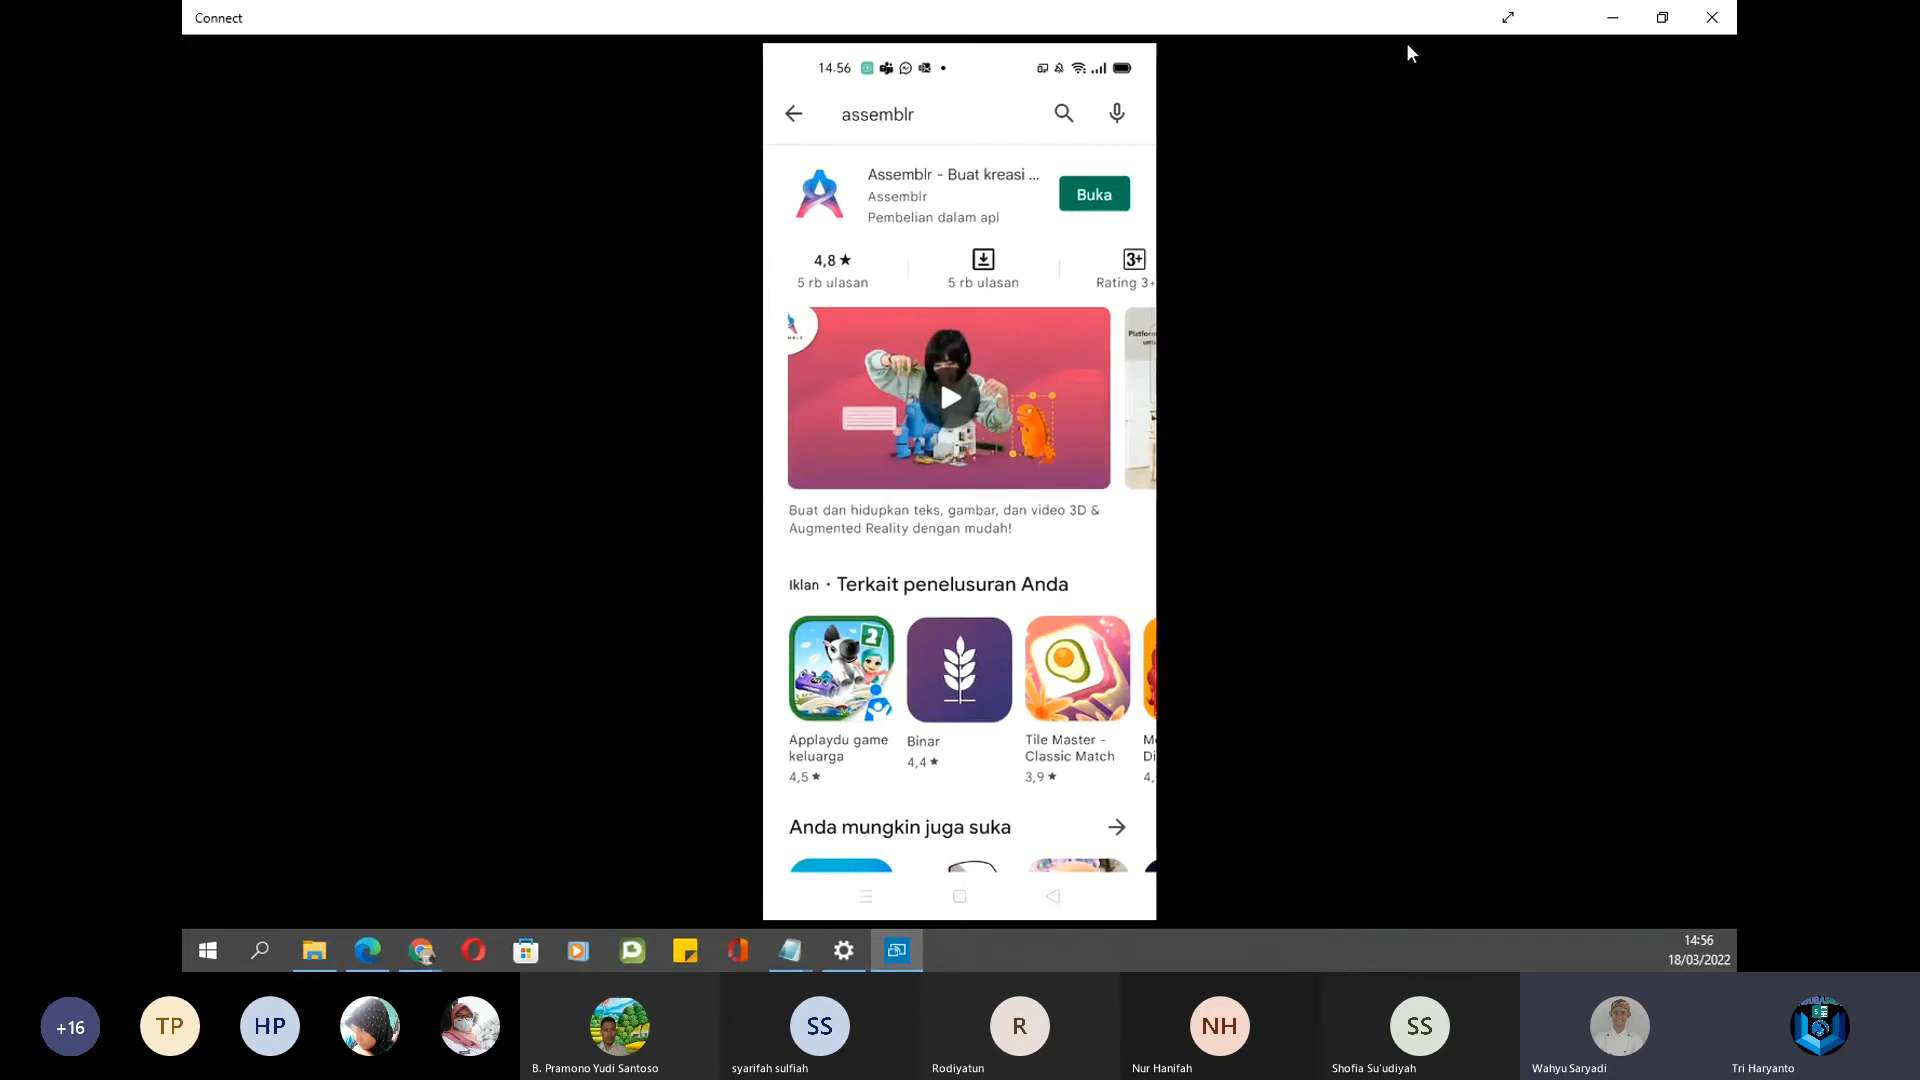 Connect
14.56
assemblr
Assemblr - Buat kreasi ...
Assemblr
Pembelian dalam apl
Buka
4,8 ★
5 rb ulasan
5 rb ulasan
3+
Rating 3+
Buat dan hidupkan teks, gambar, dan video 3D &
Augmented Reality dengan mudah!
Iklan · Terkait penelusuran Anda
2
Applaydu game
keluarga
4,5 ★
Binar
4,4 ★
Tile Master -
Classic Match
3,9 ★
4,
Anda mungkin juga suka
14:56
18/03/2022
+16
TP
HP
B. Pramono Yudi Santoso
SS
syarifah sulfiah
R
Rodiyatun
NH
Nur Hanifah
SS
Shofia Su'udiyah
Wahyu Saryadi
Tri Haryanto